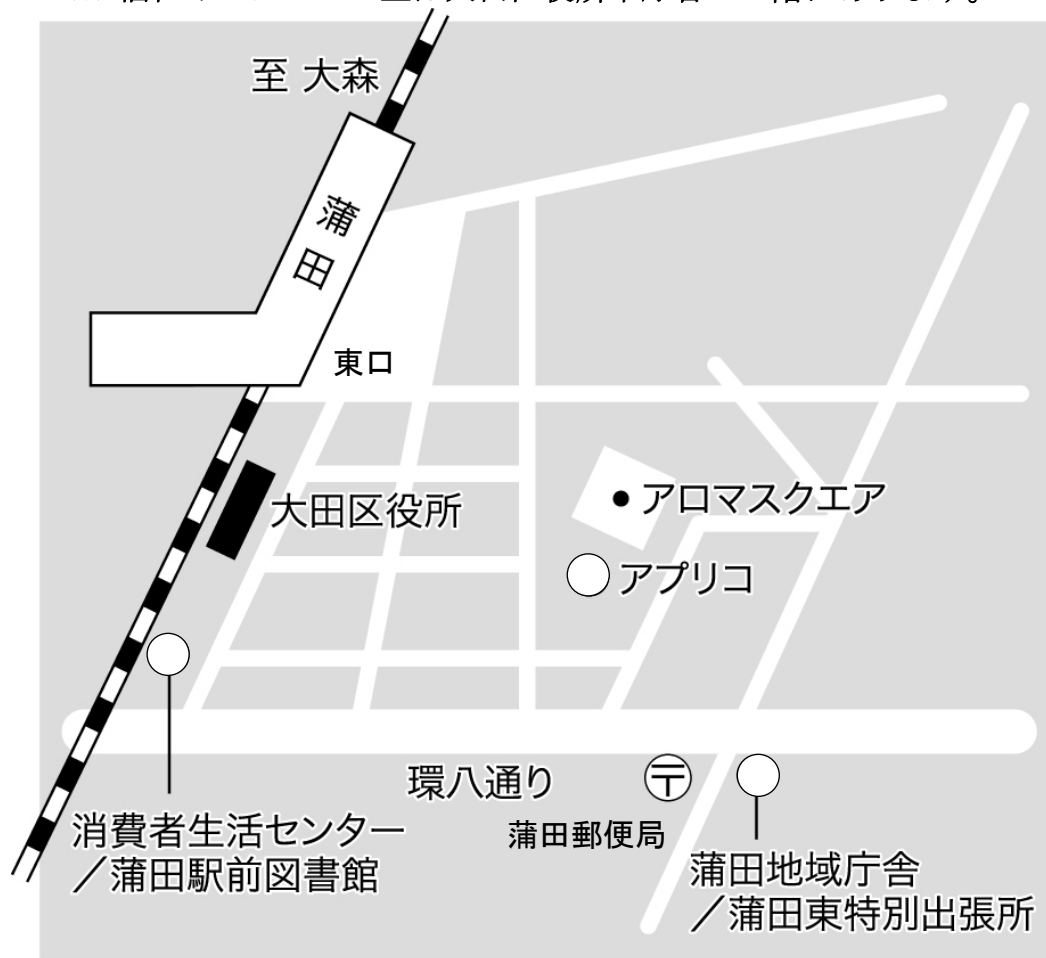 至 大森
蒲田
東口
大田区役所
アロマスクエア
アプリコ
環八通り
〒
蒲田郵便局
消費者生活センター
／蒲田駅前図書館
蒲田地域庁舎
／蒲田東特別出張所